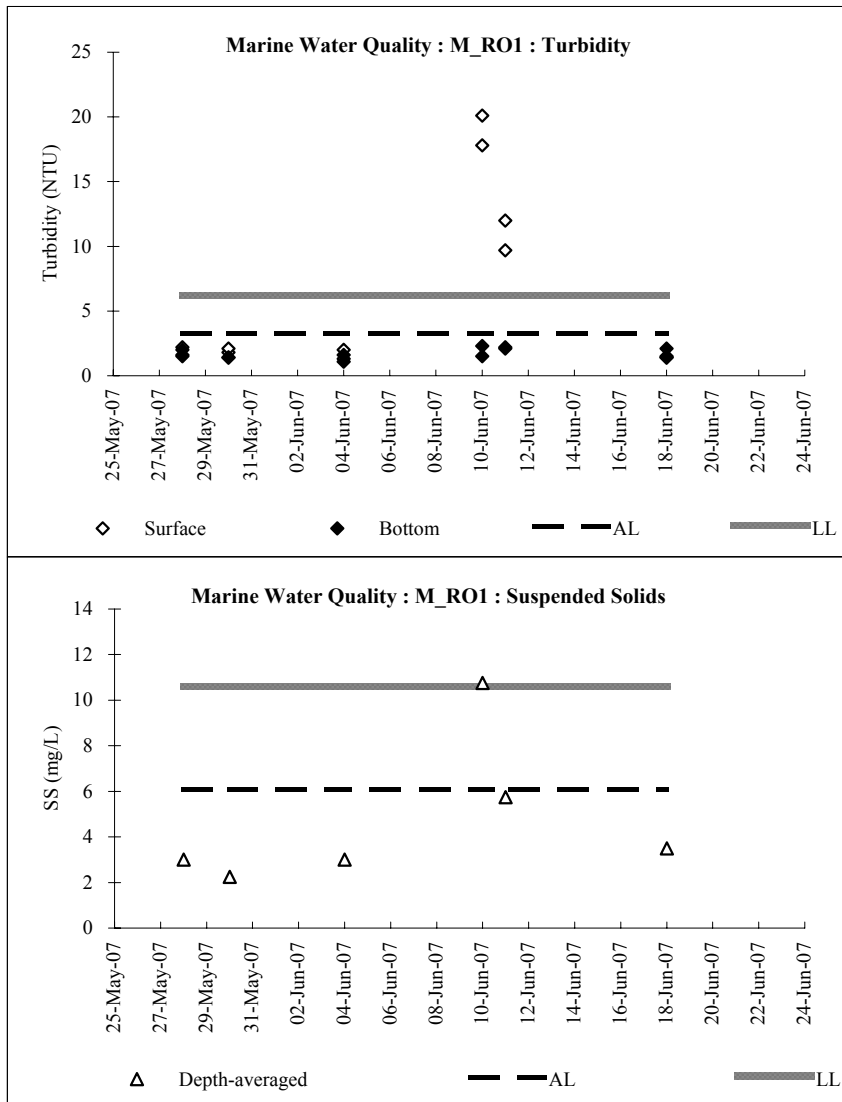 Marine Water Quality : M_RO1 : Turbidity
25
20
15
10
5
0
Turbidity (NTU)
25-May-07
27-May-07
29-May-07
31-May-07
02-Jun-07
04-Jun-07
06-Jun-07
08-Jun-07
10-Jun-07
12-Jun-07
14-Jun-07
16-Jun-07
18-Jun-07
20-Jun-07
22-Jun-07
24-Jun-07
Surface Bottom AL LL
Marine Water Quality : M_RO1 : Suspended Solids
14
12
10
8
6
4
2
0
SS (mg/L)
25-May-07
27-May-07
29-May-07
31-May-07
02-Jun-07
04-Jun-07
06-Jun-07
08-Jun-07
10-Jun-07
12-Jun-07
14-Jun-07
16-Jun-07
18-Jun-07
20-Jun-07
22-Jun-07
24-Jun-07
Depth-averaged AL LL